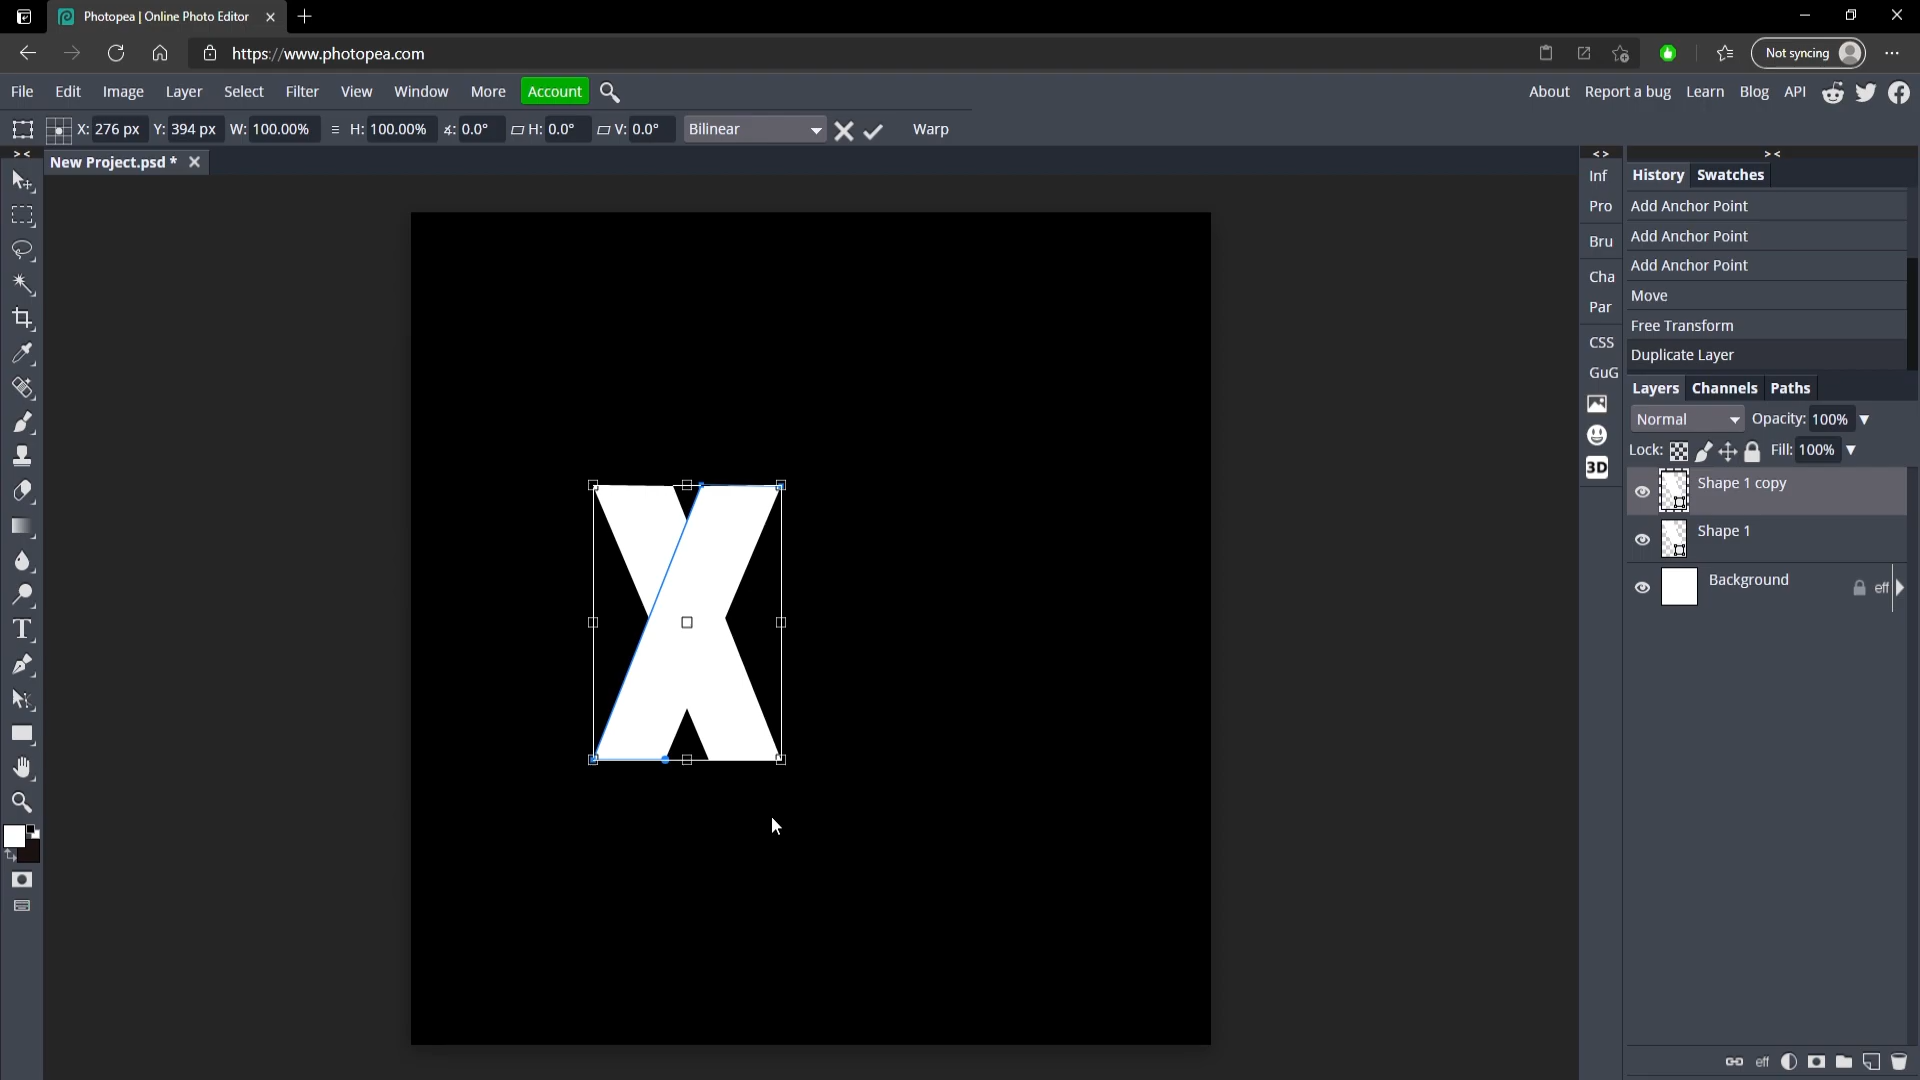 Photopea | Online Photo Editor
https://www.photopea.com
Not syncing
File Edit Image Layer Select Filter View Window More Account
About Report a bug Learn Blog API
X: 276 px Y: 394 px W: 100.00% H: 100.00% ∡: 0.0° H: 0.0° V: 0.0° Bilinear Warp
New Project.psd *
> <
< >
> <
Inf
Pro
Bru
Cha
Par
CSS
GuG
3D
History Swatches
Add Anchor Point
Add Anchor Point
Add Anchor Point
Move
Free Transform
Duplicate Layer
Layers Channels Paths
Normal Opacity: 100%
Lock: Fill: 100%
Shape 1 copy
Shape 1
Background eff
eff
X
T